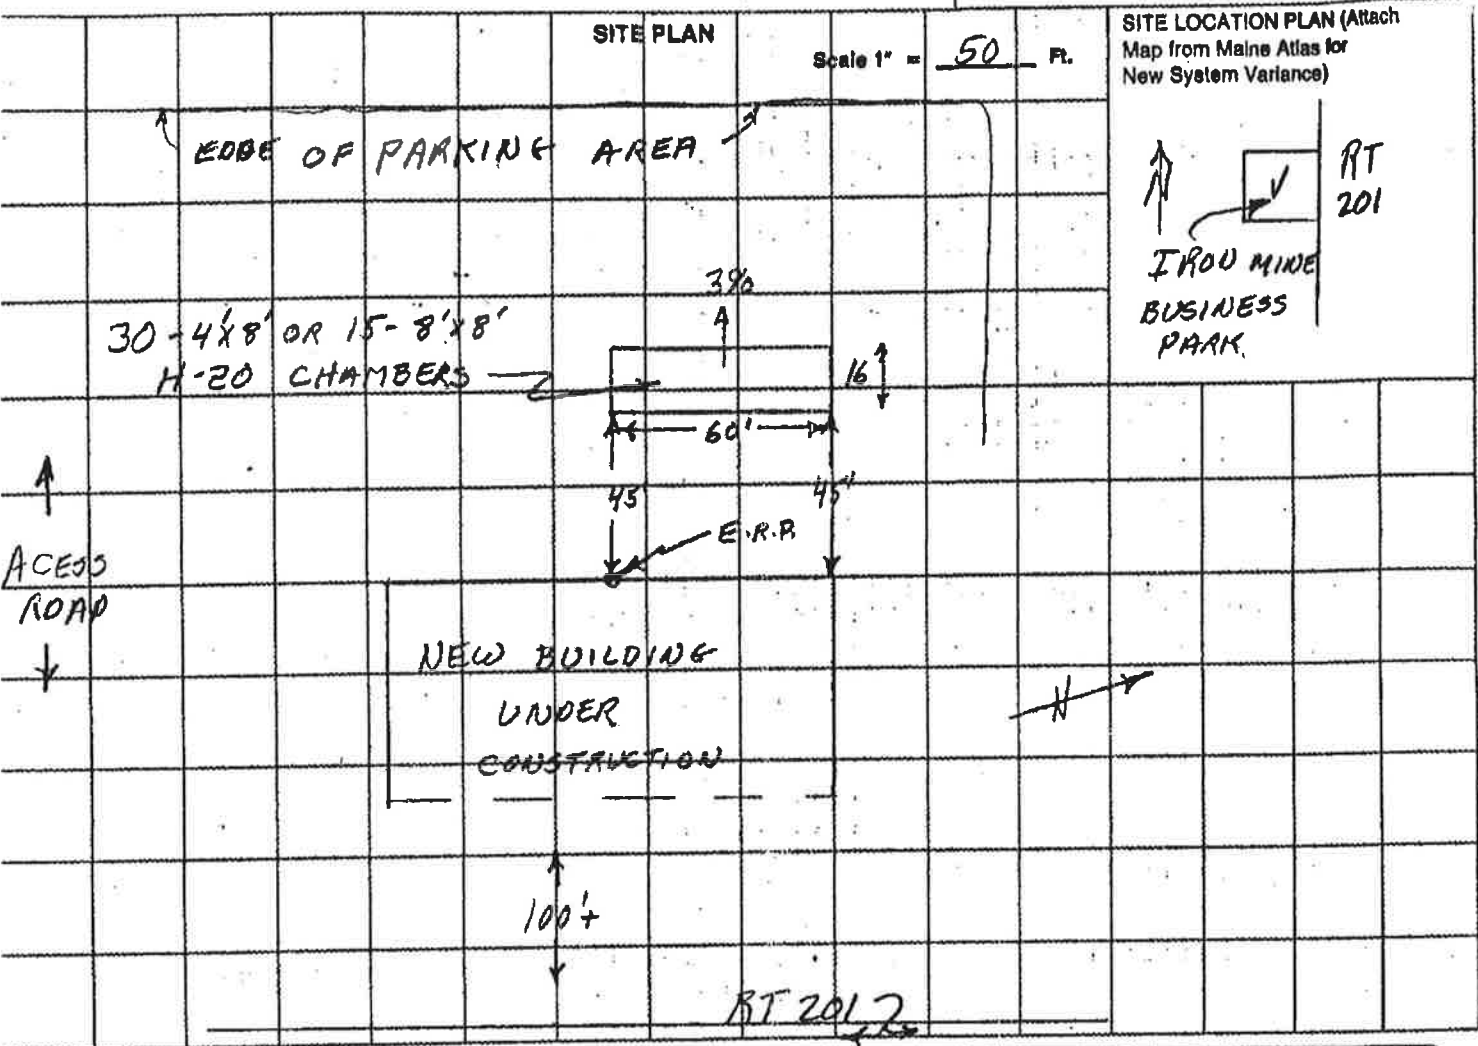 SITE PLAN
Scale 1" = 50 Ft.
EDGE OF PARKING AREA
3%
30 - 4'X8' OR 15 - 8'X8'
H-20 CHAMBERS
16'
60'
45'
45'
E.R.P.
ACESS
ROAD
NEW BUILDING
UNDER
CONSTRUCTION
N
100'+
RT 201
SITE LOCATION PLAN (Attach
Map from Maine Atlas for
New System Variance)
N
RT
201
IRON MINE
BUSINESS
PARK.